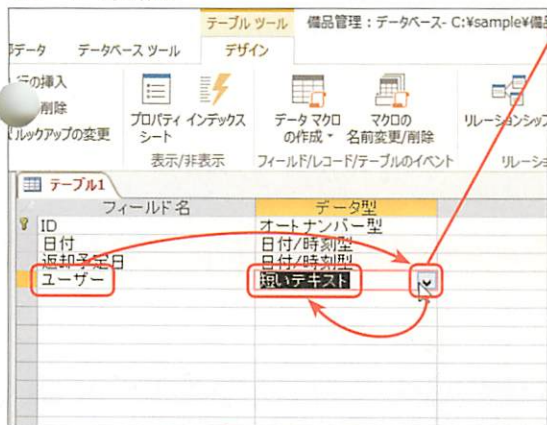 テーブル ツール 備品管理：データベース- C:¥sample¥備品
データ データベース ツール デザイン
行の挿入
削除
ルックアップの変更
プロパティ シート
インデックス
データ マクロ の作成
マクロの 名前変更/削除
リレーションシップ
表示/非表示 フィールド/レコード/テーブルのイベント リレーショ
テーブル1
フィールド名 データ型
ID オートナンバー型
日付 日付/時刻型
返却予定日 日付/時刻型
ユーザー 短いテキスト